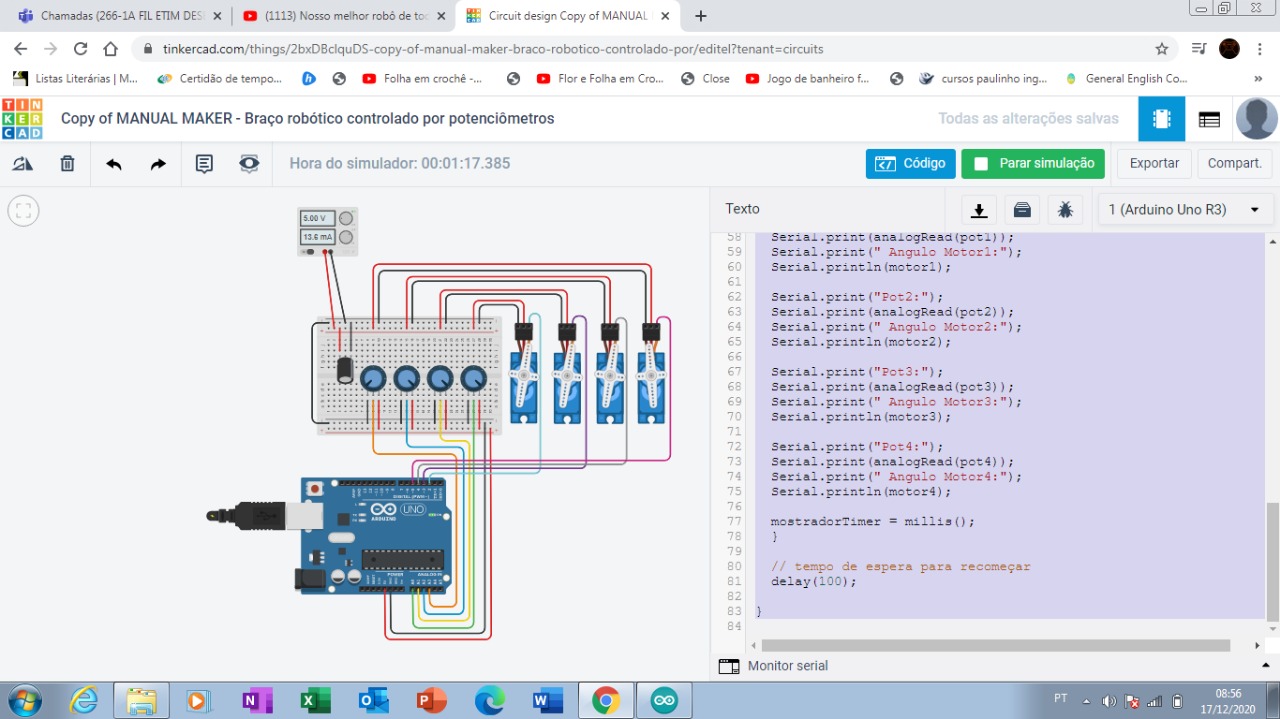 Chamadas (266-1A FIL ETIM DESE
(1113) Nosso melhor robô de too
Circuit design Copy of MANUAL
tinkercad.com/things/2bxDBclquDS-copy-of-manual-maker-braco-robotico-controlado-por/editel?tenant=circuits
Listas Literárias | M...
Certidão de tempo...
Folha em crochê -...
Flor e Folha em Cro...
Close
Jogo de banheiro f...
cursos paulinho ing...
General English Co...
»
TINKERCAD
Copy of MANUAL MAKER - Braço robótico controlado por potenciômetros
Todas as alterações salvas
Hora do simulador: 00:01:17.385
Código
Parar simulação
Exportar
Compart.
Texto
1 (Arduino Uno R3)
5.00 V
13.6 mA
DIGITAL (PWM~)
UNO
ARDUINO
POWER
ANALOG IN
58 Serial.print(analogRead(pot1));
59 Serial.print(" Angulo Motor1:");
60 Serial.println(motor1);
61
62 Serial.print("Pot2:");
63 Serial.print(analogRead(pot2));
64 Serial.print(" Angulo Motor2:");
65 Serial.println(motor2);
66
67 Serial.print("Pot3:");
68 Serial.print(analogRead(pot3));
69 Serial.print(" Angulo Motor3:");
70 Serial.println(motor3);
71
72 Serial.print("Pot4:");
73 Serial.print(analogRead(pot4));
74 Serial.print(" Angulo Motor4:");
75 Serial.println(motor4);
76
77 mostradorTimer = millis();
78 }
79
80 // tempo de espera para recomeçar
81 delay(100);
82
83 }
84
Monitor serial
PT
08:56
17/12/2020